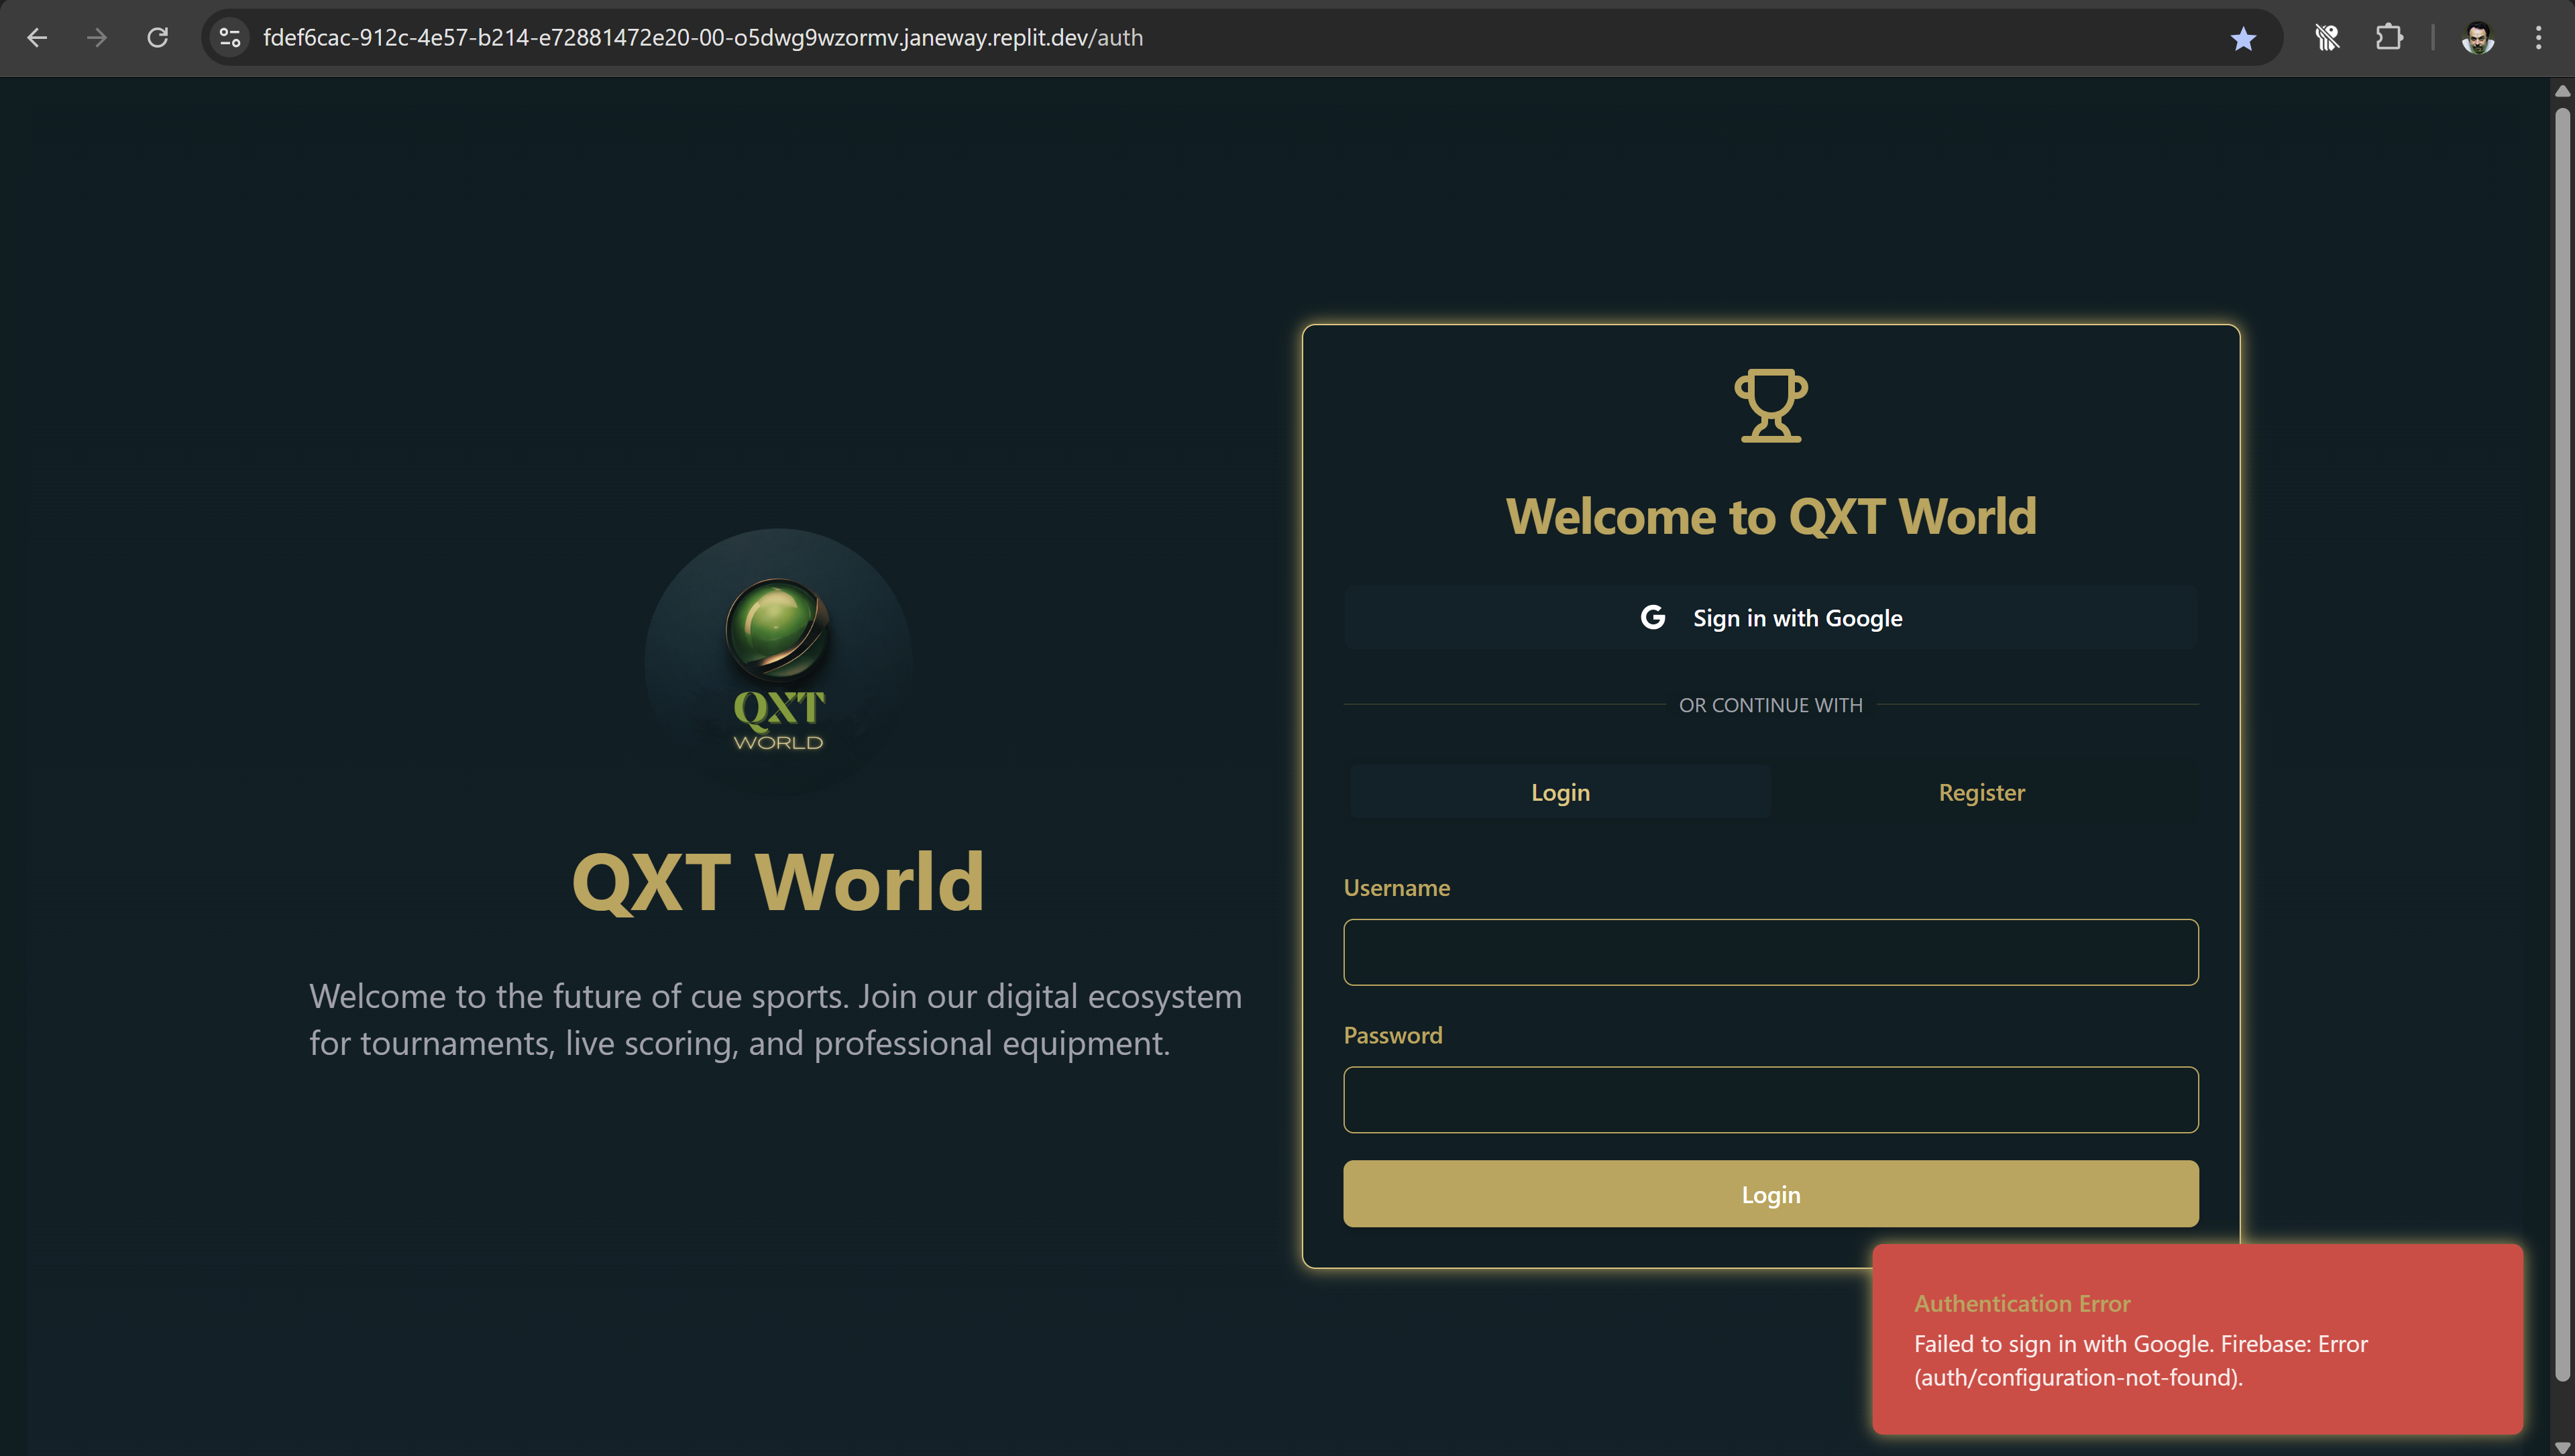 fdef6cac-912c-4e57-b214-e72881472e20-00-o5dwg9wzormv.janeway.replit.dev/auth
QXT
WORLD
QXT World
Welcome to the future of cue sports. Join our digital ecosystem
for tournaments, live scoring, and professional equipment.
Welcome to QXT World
G Sign in with Google
OR CONTINUE WITH
Login Register
Username
Password
Login
Authentication Error
Failed to sign in with Google. Firebase: Error
(auth/configuration-not-found).